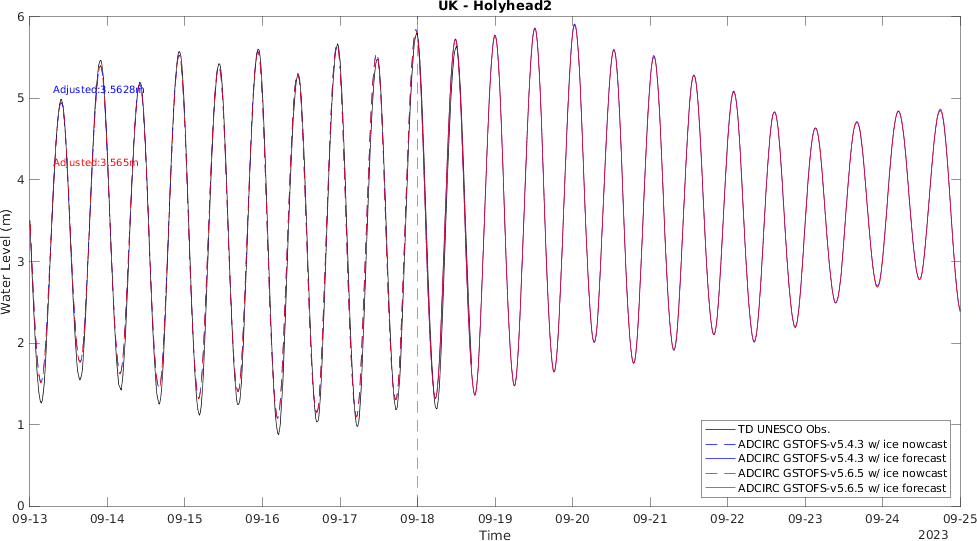 UK - Holyhead2
6
5
4
3
2
1
0
Water Level (m)
Adjusted:3.5628m
Adjusted:3.565m
TD UNESCO Obs.
ADCIRC GSTOFS-v5.4.3 w/ ice nowcast
ADCIRC GSTOFS-v5.4.3 w/ ice forecast
ADCIRC GSTOFS-v5.6.5 w/ ice nowcast
ADCIRC GSTOFS-v5.6.5 w/ ice forecast
09-13 09-14 09-15 09-16 09-17 09-18 09-19 09-20 09-21 09-22 09-23 09-24 09-25
Time
2023